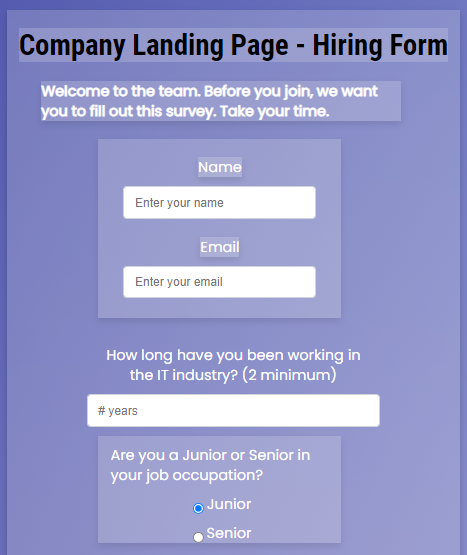 Company Landing Page - Hiring Form
Welcome to the team. Before you join, we want
you to fill out this survey. Take your time.
Name
Enter your name
Email
Enter your email
How long have you been working in
the IT industry? (2 minimum)
# years
Are you a Junior or Senior in
your job occupation?
Junior
Senior